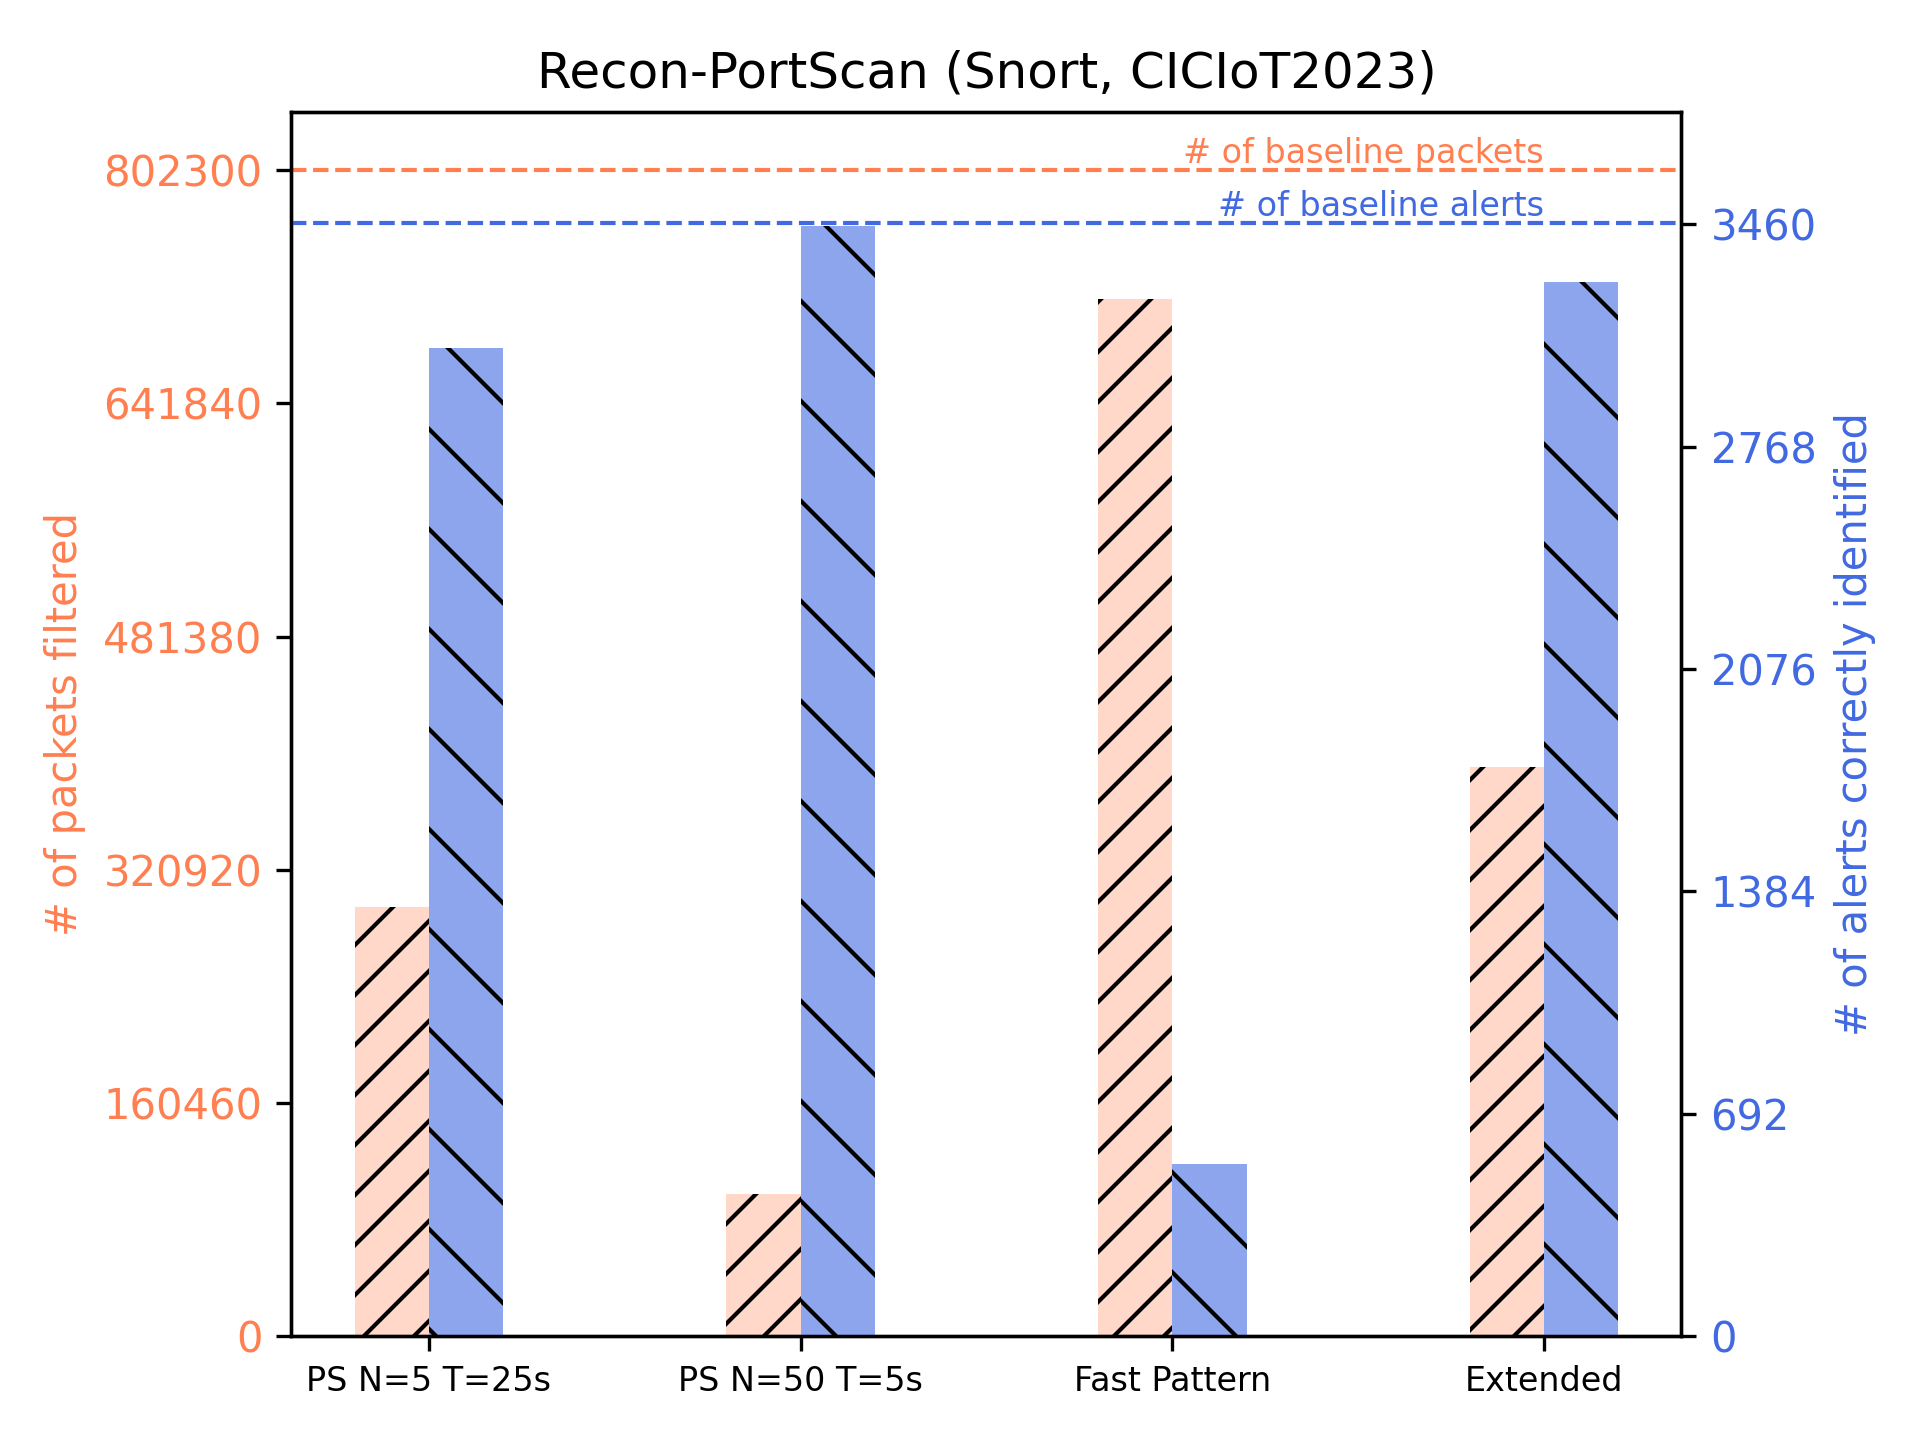 Recon-PortScan (Snort, CICIoT2023)
# of baseline packets
# of baseline alerts
# of packets filtered
802300
641840
481380
320920
160460
0
3460
2768
2076
1384
692
0
# of alerts correctly identified
PS N=5 T=25s
PS N=50 T=5s
Fast Pattern
Extended